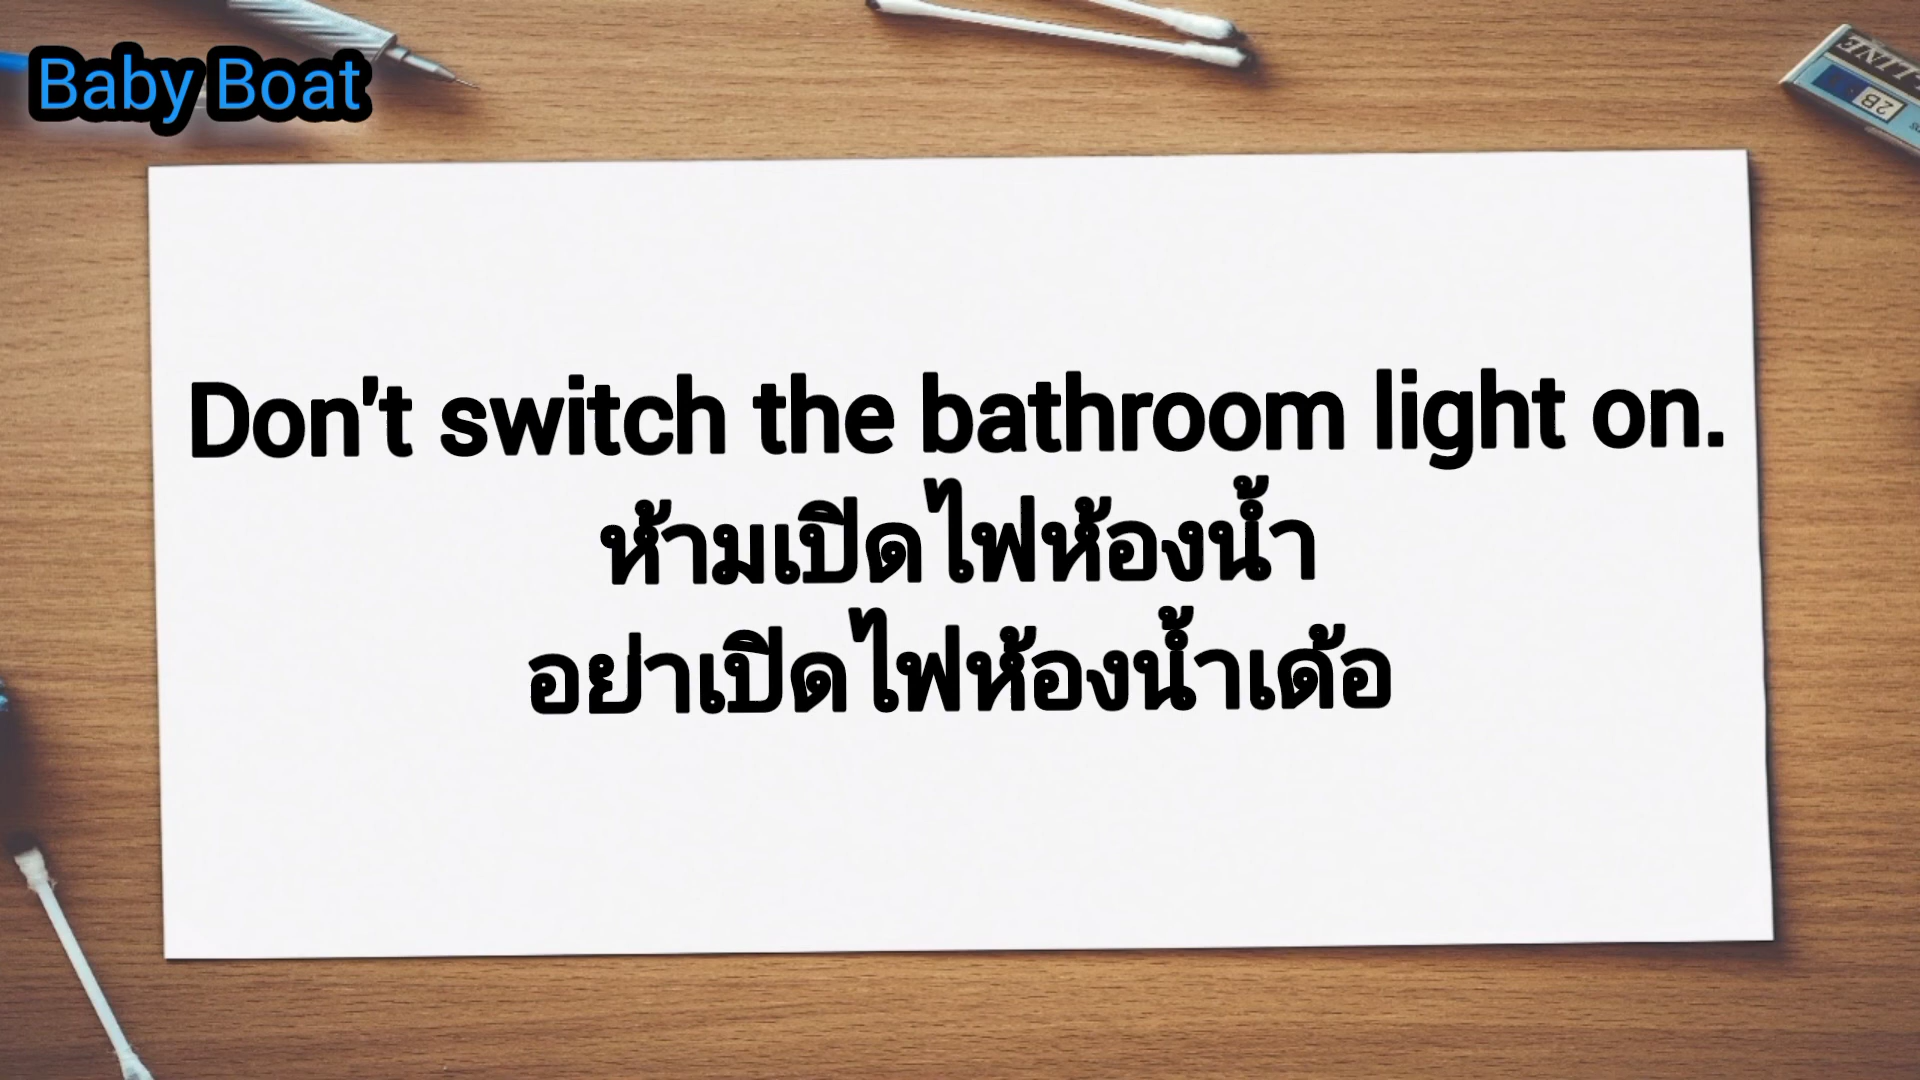 Baby Boat
Don't switch the bathroom light on.
ห้ามเปิดไฟห้องน้ำ
อย่าเปิดไฟห้องน้ำเด้อ
2B